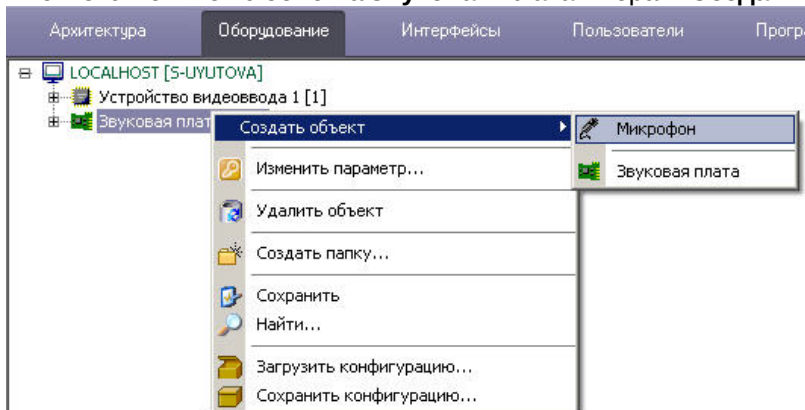 Архитектура Оборудование Интерфейсы Пользователи
LOCALHOST [S-UYUTOVA]
Устройство видеоввода 1 [1]
Звуковая
Создать объект
Микрофон
Изменить параметр...
Звуковая плата
Удалить объект
Создать папку...
Сохранить
Найти...
Загрузить конфигурацию...
Сохранить конфигурацию...